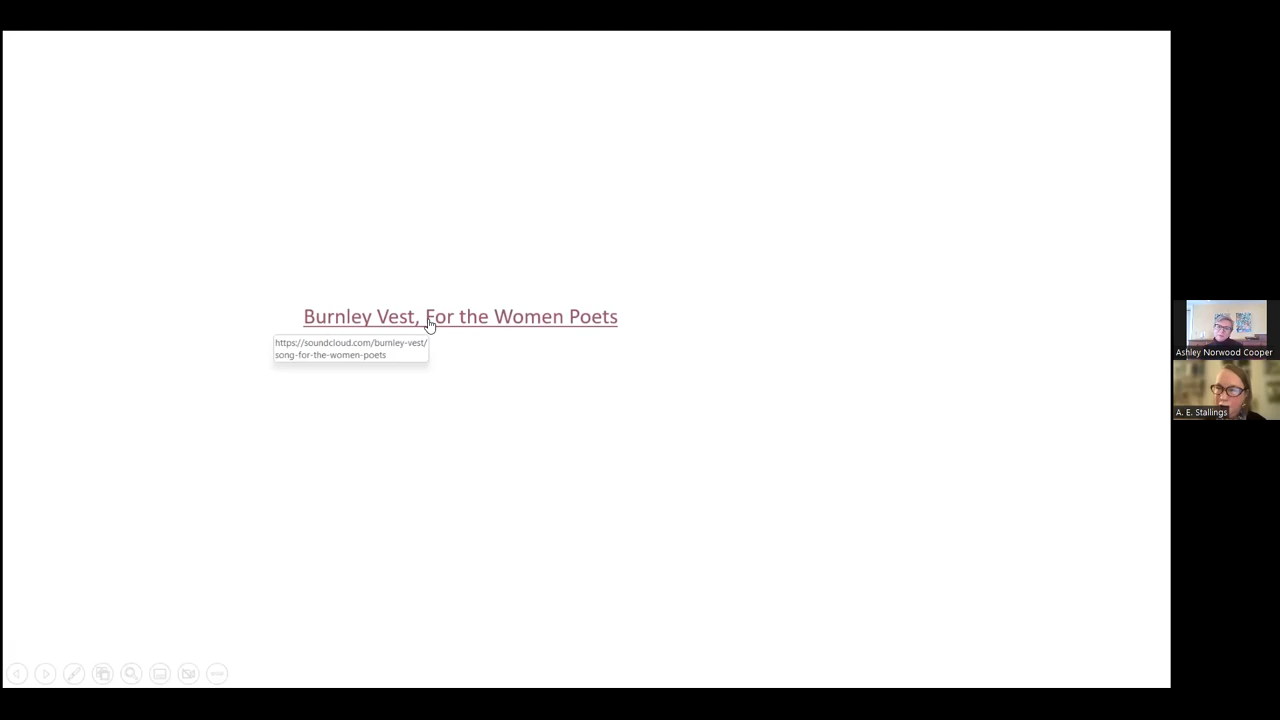 Burnley Vest, For the Women Poets
https://soundcloud.com/burnley-vest/
song-for-the-women-poets
Ashley Norwood Cooper
A. E. Stallings